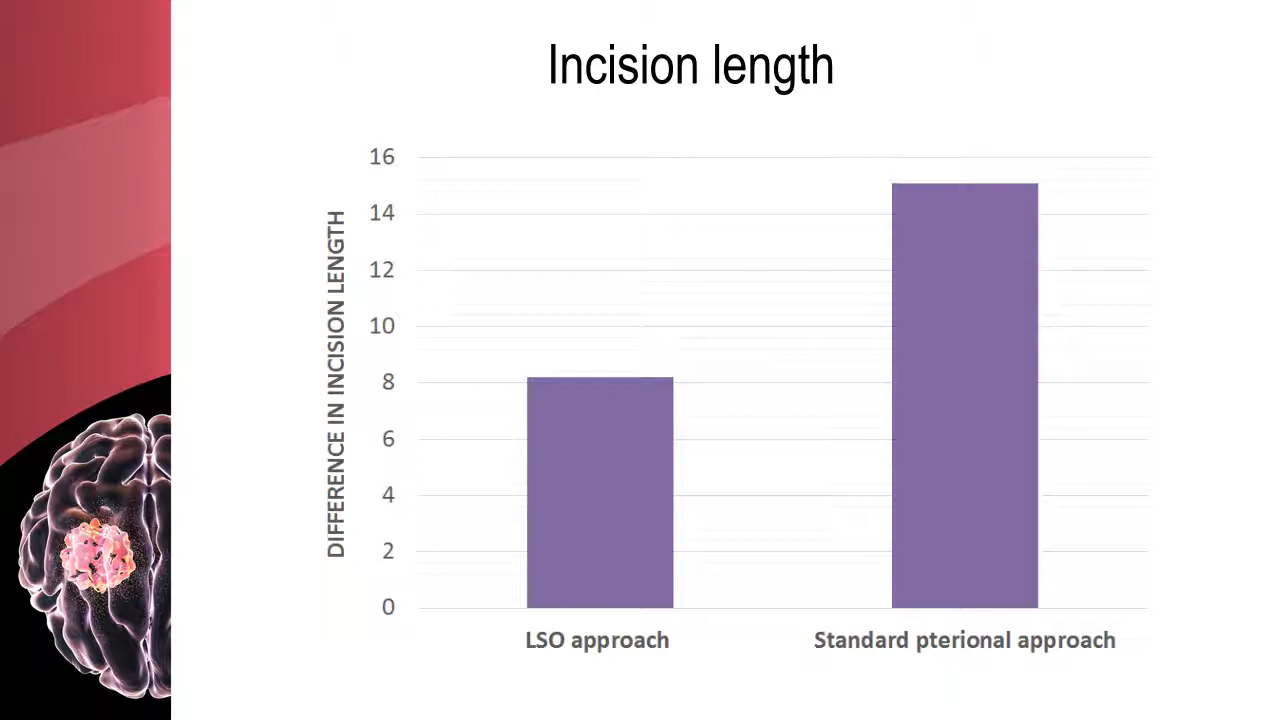 Incision length
DIFFERENCE IN INCISION LENGTH
16
14
12
10
8
6
4
2
0
LSO approach
Standard pterional approach